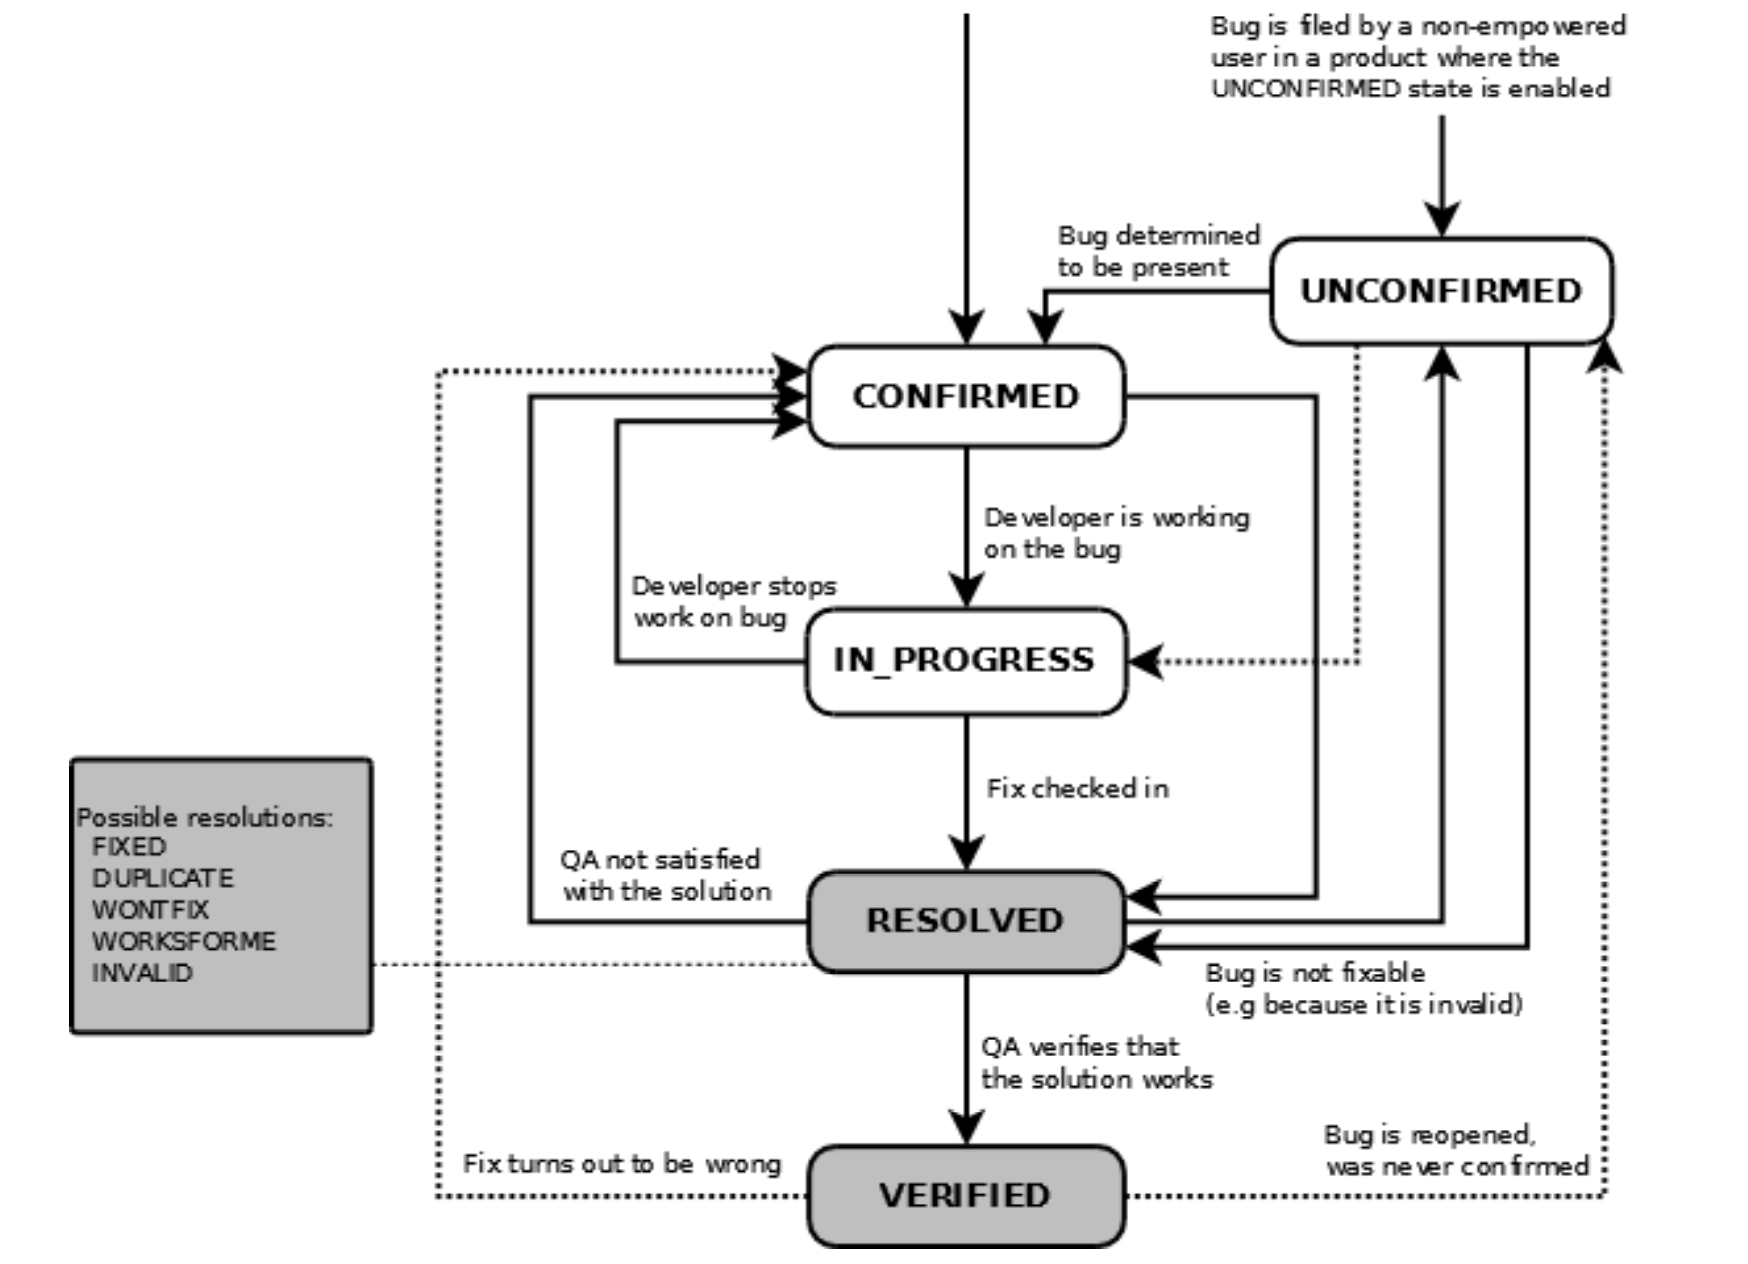 Bug is filed by a non-empowered
user in a product where the
UNCONFIRMED state is enabled
Bug determined
to be present
UNCONFIRMED
CONFIRMED
Developer is working
on the bug
Developer stops
work on bug
IN_PROGRESS
Possible resolutions:
FIXED
DUPLICATE
WONTFIX
WORKSFORME
INVALID
Fix checked in
QA not satisfied
with the solution
RESOLVED
Bug is not fixable
(e.g because it is invalid)
QA verifies that
the solution works
Fix turns out to be wrong
VERIFIED
Bug is reopened,
was never confirmed